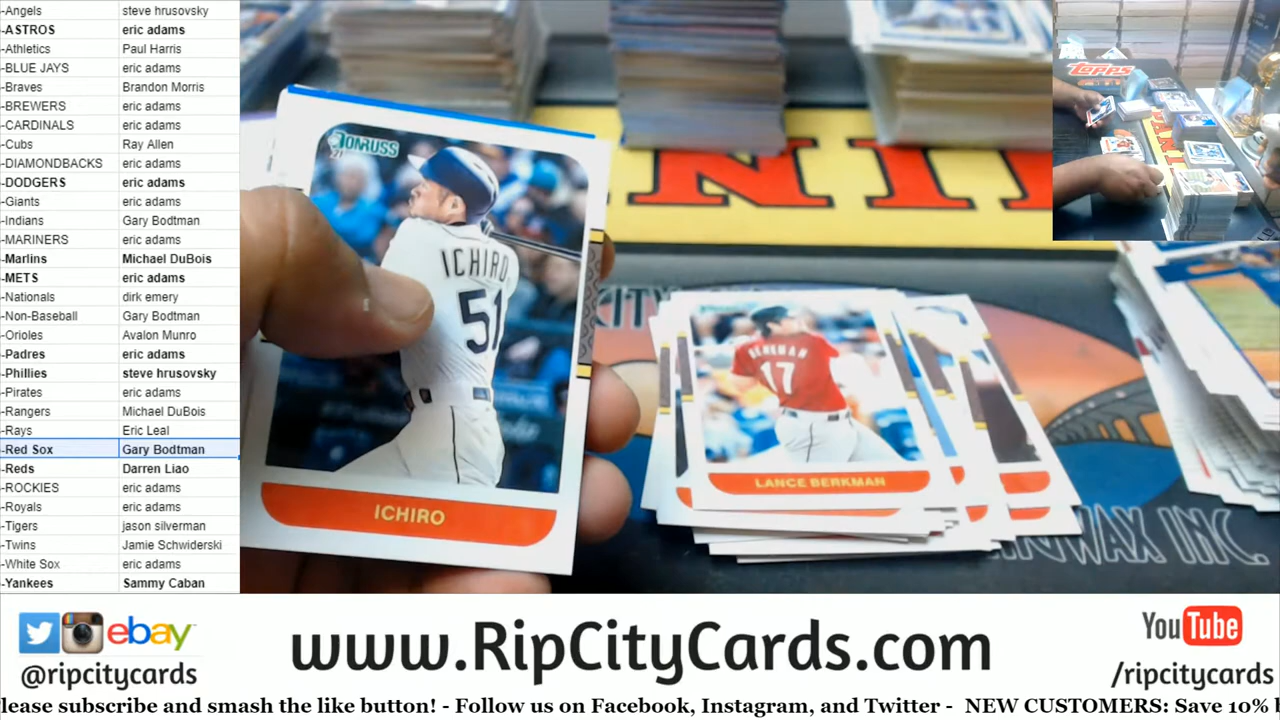 -Angels steve hrusovsky
-ASTROS eric adams
-Athletics Paul Harris
-BLUE JAYS eric adams
-Braves Brandon Morris
-BREWERS eric adams
-CARDINALS eric adams
-Cubs Ray Allen
-DIAMONDBACKS eric adams
-DODGERS eric adams
-Giants eric adams
-Indians Gary Bodtman
-MARINERS eric adams
-Marlins Michael DuBois
-METS eric adams
-Nationals dirk emery
-Non-Baseball Gary Bodtman
-Orioles Avalon Munro
-Padres eric adams
-Phillies steve hrusovsky
-Pirates eric adams
-Rangers Michael DuBois
-Rays Eric Leal
-Red Sox Gary Bodtman
-Reds Darren Liao
-ROCKIES eric adams
-Royals eric adams
-Tigers jason silverman
-Twins Jamie Schwiderski
-White Sox eric adams
-Yankees Sammy Caban
DONRUSS
21
ICHIRO
51
ICHIRO
BERKMAN
17
LANCE BERKMAN
WAX INC.
Topps
ebay
@ripcitycards
www.RipCityCards.com
YouTube
/ripcitycards
lease subscribe and smash the like button! - Follow us on Facebook, Instagram, and Twitter - NEW CUSTOMERS: Save 10%